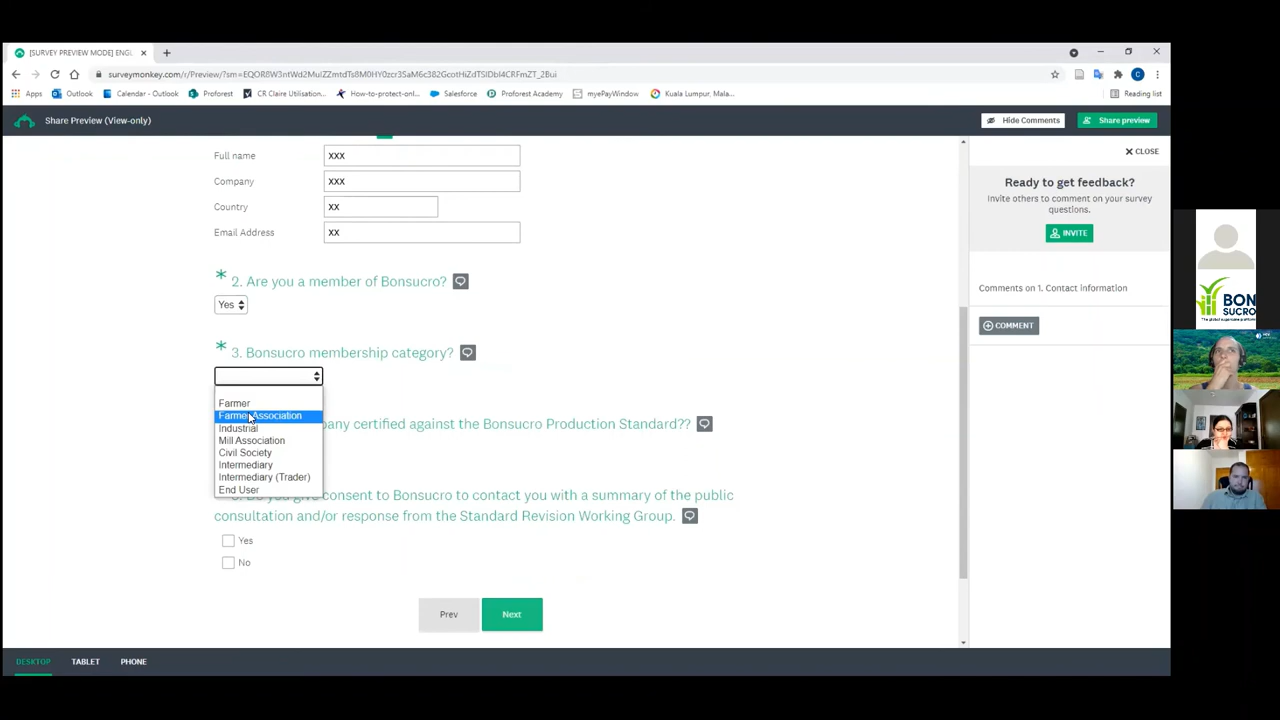 [SURVEY PREVIEW MODE] ENGL
surveymonkey.com/r/Preview/?sm=
Apps Outlook Calendar - Outlook Proforest CR Claire Utilisation... How-to-protect-onl... Salesforce Proforest Academy myePayWindow Kuala Lumpur, Mala... Reading list
Share Preview (View-only) Hide Comments Share preview
CLOSE
Full name xxx
Company xxx
Country xx
Email Address xx
Ready to get feedback?
Invite others to comment on your survey
questions.
INVITE
* 2. Are you a member of Bonsucro?
Yes
Comments on 1. Contact information
COMMENT
* 3. Bonsucro membership category?
Farmer
Farmer Association
Industrial
Mill Association
Civil Society
Intermediary
Intermediary (Trader)
End User
pany certified against the Bonsucro Production Standard??
give consent to Bonsucro to contact you with a summary of the public
consultation and/or response from the Standard Revision Working Group.
Yes
No
Prev Next
DESKTOP TABLET PHONE
BON
SUCRO
The global sugarcane platform